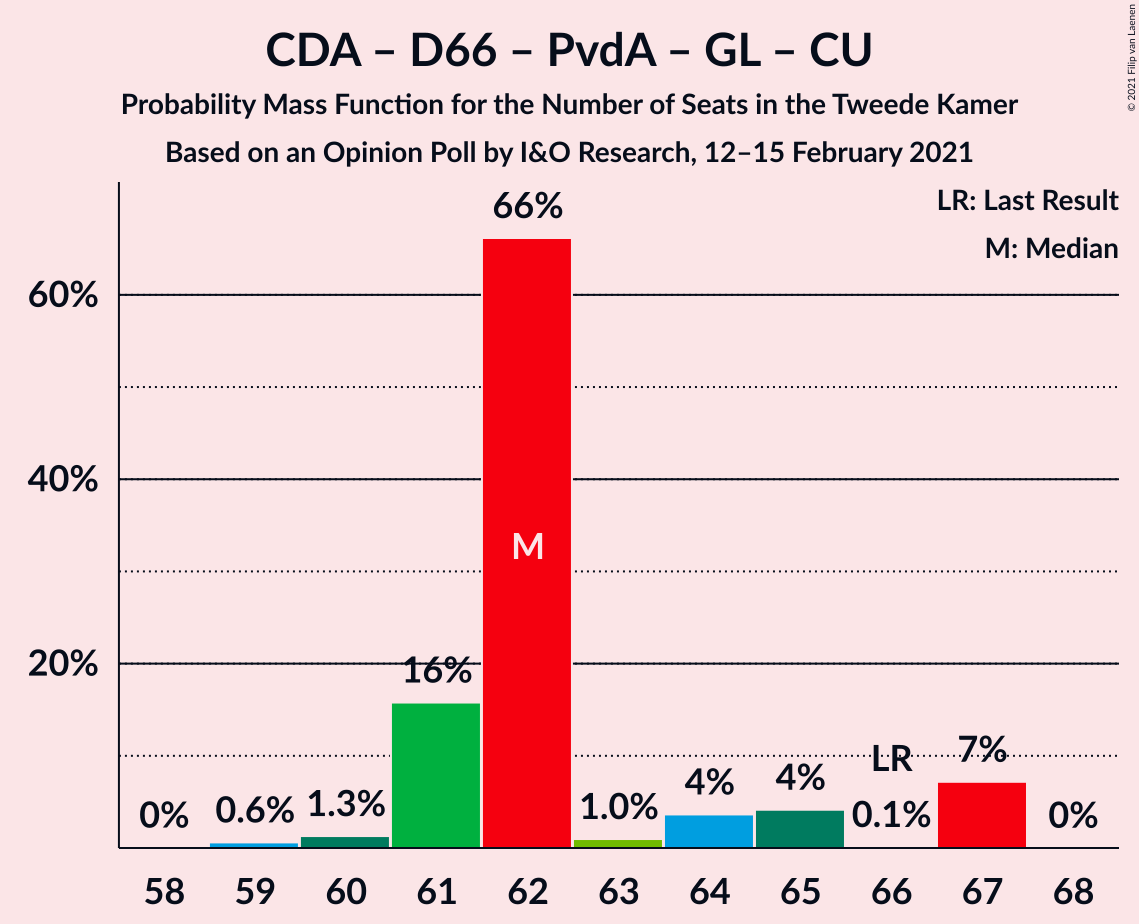 CDA – D66 – PvdA – GL – CU
Probability Mass Function for the Number of Seats in the Tweede Kamer
Based on an Opinion Poll by I&O Research, 12–15 February 2021
© 2021 Filip van Laenen
LR: Last Result
M: Median
60%
40%
20%
0%
0.6%
1.3%
16%
66%
M
1.0%
4%
4%
LR
0.1%
7%
0%
58 59 60 61 62 63 64 65 66 67 68